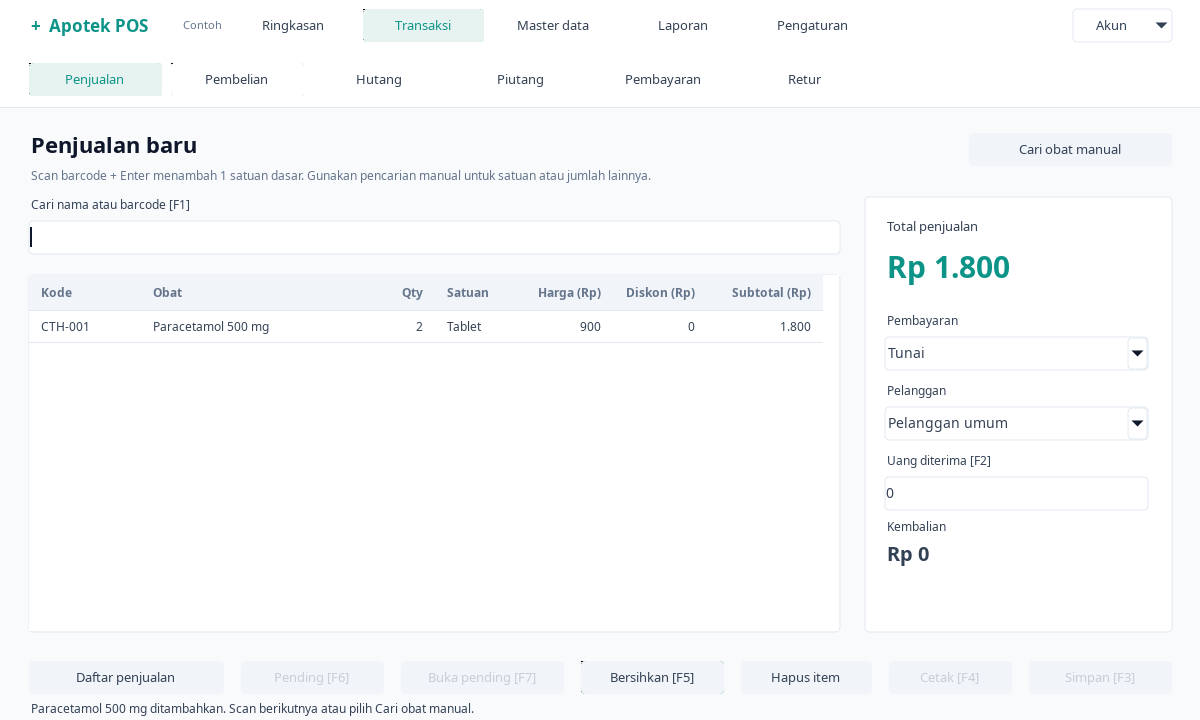 + Apotek POS Contoh Ringkasan Transaksi Master data Laporan Pengaturan Akun
Penjualan Pembelian Hutang Piutang Pembayaran Retur
Penjualan baru
Cari obat manual
Scan barcode + Enter menambah 1 satuan dasar. Gunakan pencarian manual untuk satuan atau jumlah lainnya.
Cari nama atau barcode [F1]
Kode Obat Qty Satuan Harga (Rp) Diskon (Rp) Subtotal (Rp)
CTH-001 Paracetamol 500 mg 2 Tablet 900 0 1.800
Total penjualan
Rp 1.800
Pembayaran
Tunai
Pelanggan
Pelanggan umum
Uang diterima [F2]
0
Kembalian
Rp 0
Daftar penjualan Pending [F6] Buka pending [F7] Bersihkan [F5] Hapus item Cetak [F4] Simpan [F3]
Paracetamol 500 mg ditambahkan. Scan berikutnya atau pilih Cari obat manual.